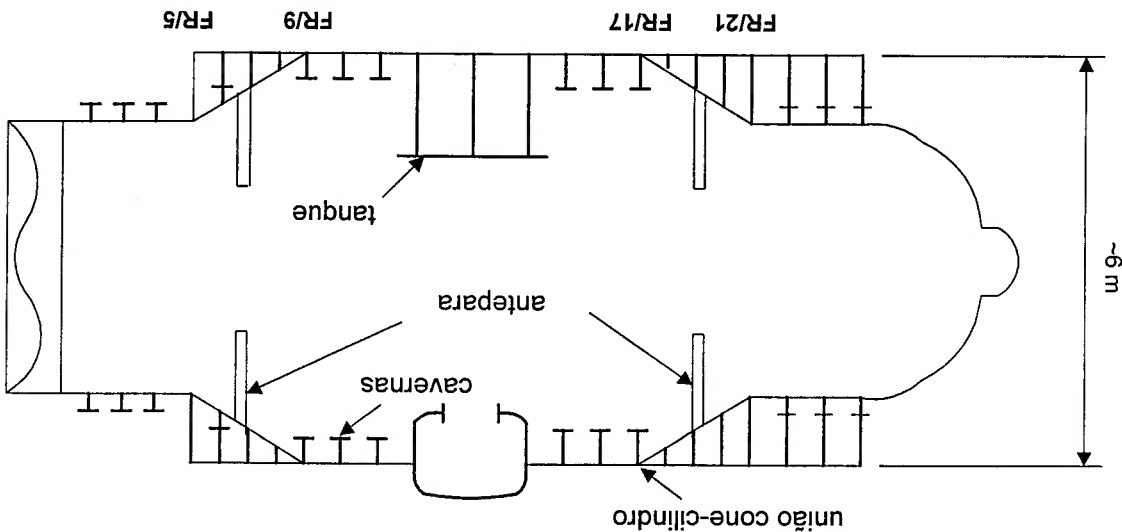 união cone-cilindro
cavernas
antepara
~6 m
tanque
FR/21 FR/17 FR/9 FR/5